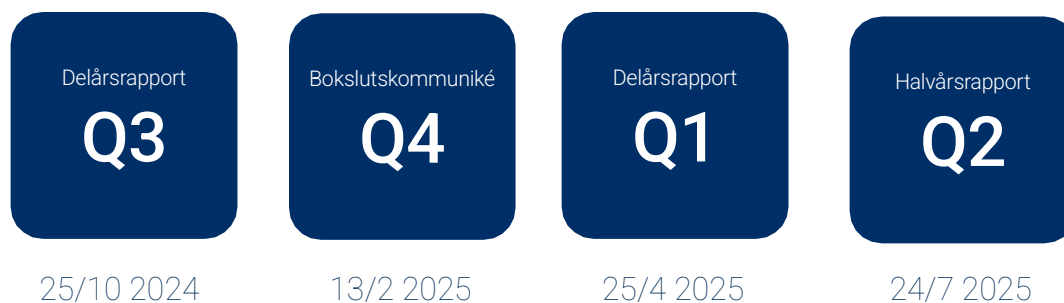 Delårsrapport
Q3
25/10 2024
Bokslutskommuniké
Q4
13/2 2025
Delårsrapport
Q1
25/4 2025
Halvårsrapport
Q2
24/7 2025